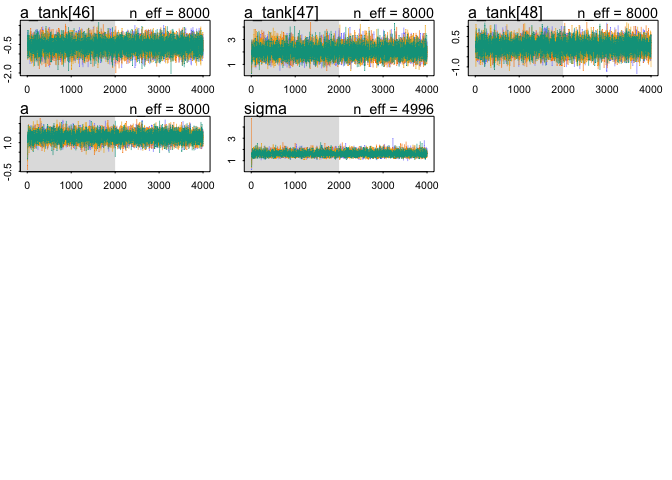 a_tank[46] n_eff = 8000
-0.5
-2.0
0 1000 2000 3000 4000
a_tank[47] n_eff = 8000
3
1
0 1000 2000 3000 4000
a_tank[48] n_eff = 8000
0.5
-1.0
0 1000 2000 3000 4000
a n_eff = 8000
1.0
-0.5
0 1000 2000 3000 4000
sigma n_eff = 4996
3
1
0 1000 2000 3000 4000